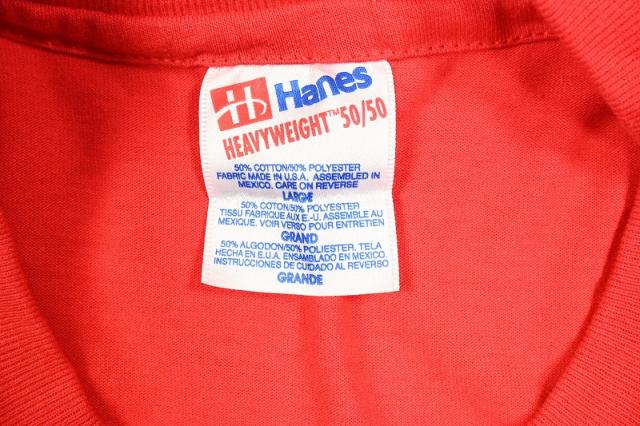 H Hanes
HEAVYWEIGHT™ 50/50
50% COTTON/50% POLYESTER
FABRIC MADE IN U.S.A. ASSEMBLED IN
MEXICO. CARE ON REVERSE
LARGE
50% COTON/50% POLYESTER
TISSU FABRIQUE AUX E.-U. ASSEMBLE AU
MEXIQUE. VOIR VERSO POUR ENTRETIEN
GRAND
50% ALGODON/50% POLIESTER. TELA
HECHA EN E.U.A. ENSAMBLADO EN MEXICO.
INSTRUCCIONES DE CUIDADO AL REVERSO
GRANDE